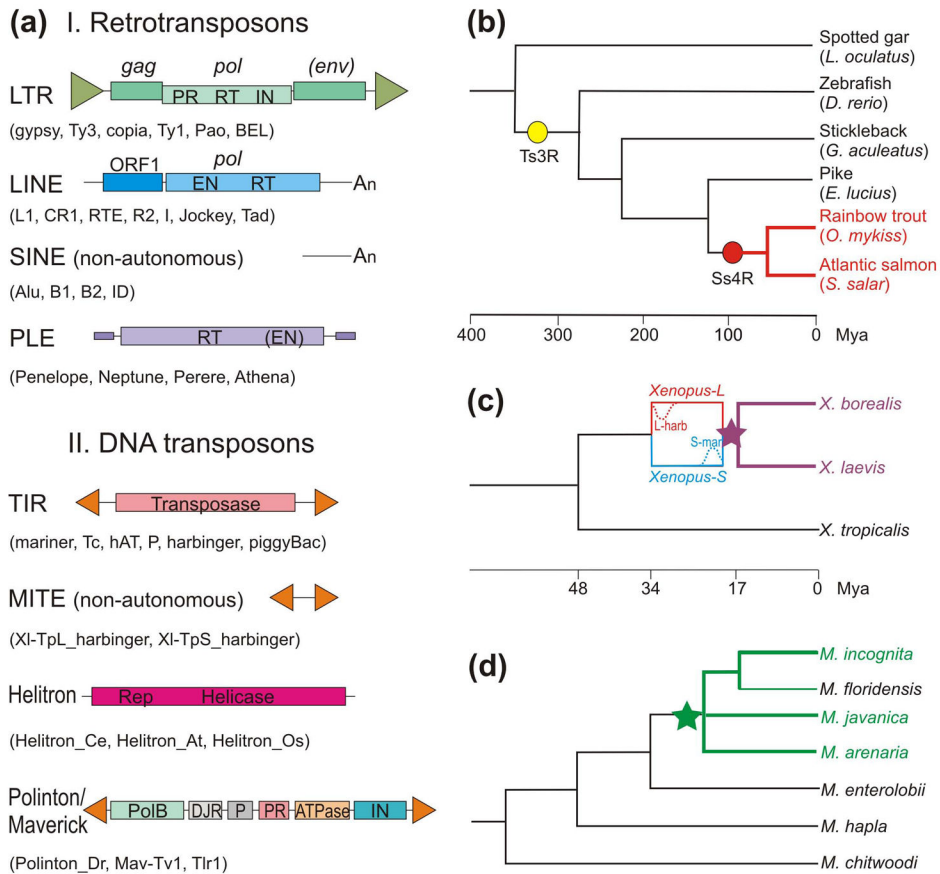 (a) I. Retrotransposons
gag pol (env)
LTR PR RT IN
(gypsy, Ty3, copia, Ty1, Pao, BEL)
ORF1 pol
LINE EN RT An
(L1, CR1, RTE, R2, I, Jockey, Tad)
SINE (non-autonomous) An
(Alu, B1, B2, ID)
PLE RT (EN)
(Penelope, Neptune, Perere, Athena)
II. DNA transposons
TIR Transposase
(mariner, Tc, hAT, P, harbinger, piggyBac)
MITE (non-autonomous)
(Xl-TpL_harbinger, Xl-TpS_harbinger)
Helitron Rep Helicase
(Helitron_Ce, Helitron_At, Helitron_Os)
Polinton/
Maverick PolB DJR P PR ATPase IN
(Polinton_Dr, Mav-Tv1, Tlr1)
(b)
Spotted gar
(L. oculatus)
Zebrafish
(D. rerio)
Ts3R
Stickleback
(G. aculeatus)
Pike
(E. lucius)
Rainbow trout
(O. mykiss)
Ss4R
Atlantic salmon
(S. salar)
400 300 200 100 0 Mya
(c)
Xenopus-L
L-harb
S-mar
Xenopus-S
X. borealis
X. laevis
X. tropicalis
48 34 17 0 Mya
(d)
M. incognita
M. floridensis
M. javanica
M. arenaria
M. enterolobii
M. hapla
M. chitwoodi